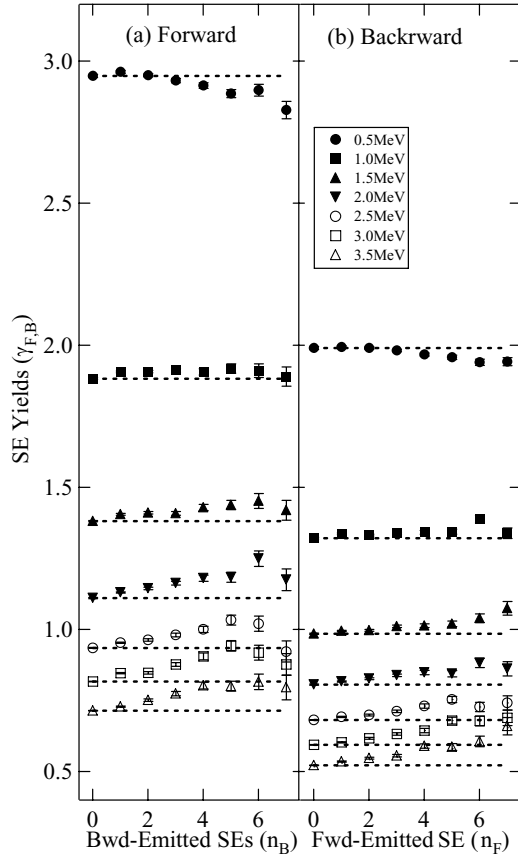 (a) Forward
(b) Backrward
3.0
2.5
2.0
1.5
1.0
0.5
SE Yields (γF,B)
0.5MeV
1.0MeV
1.5MeV
2.0MeV
2.5MeV
3.0MeV
3.5MeV
0 2 4 6
0 2 4 6
Bwd-Emitted SEs (nB)
Fwd-Emitted SE (nF)